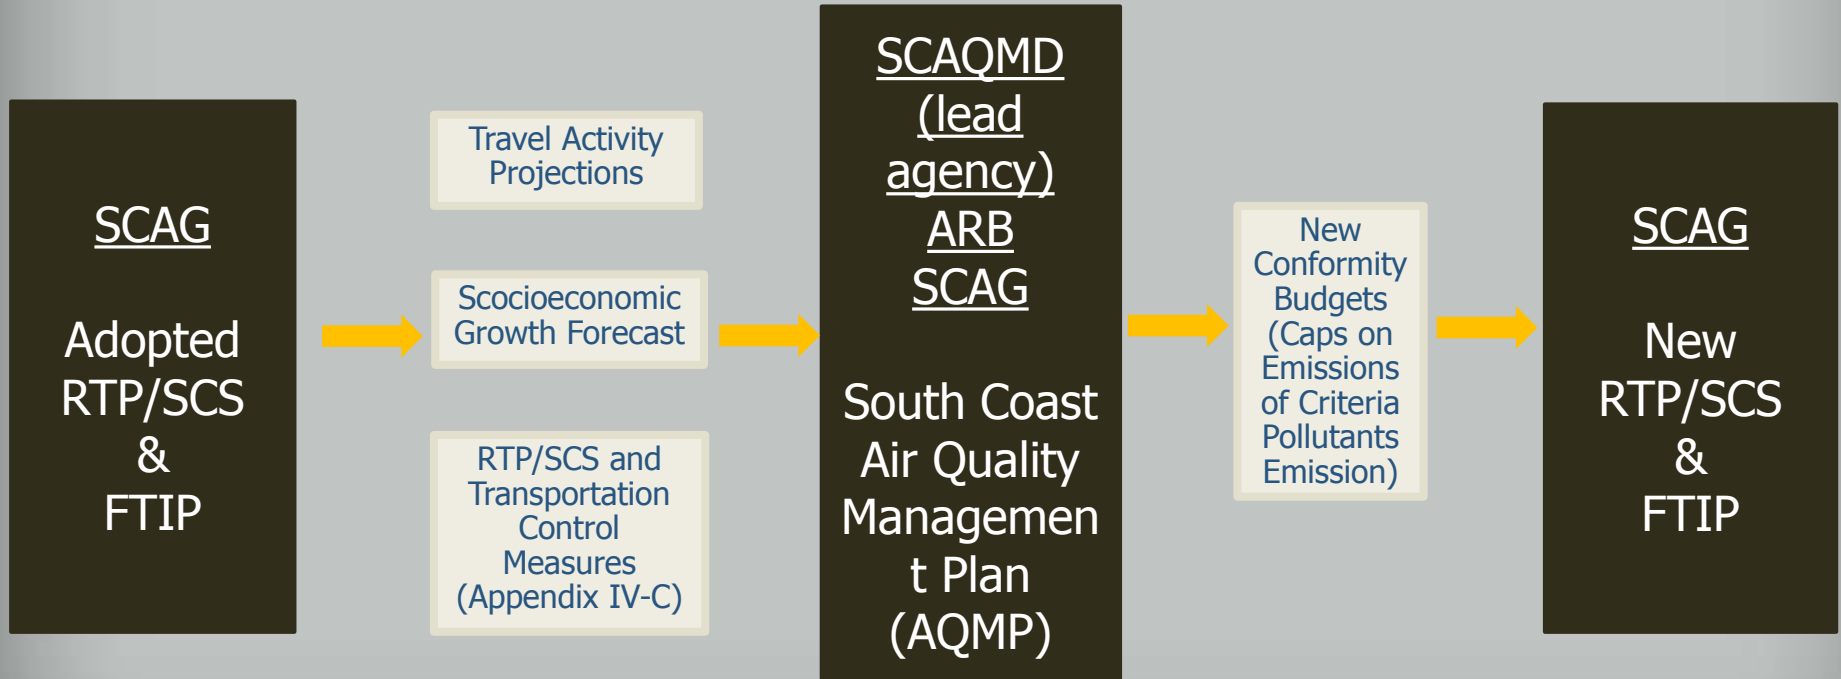 SCAG
Adopted
RTP/SCS
&
FTIP
Travel Activity
Projections
Scocioeconomic
Growth Forecast
RTP/SCS and
Transportation
Control
Measures
(Appendix IV-C)
SCAQMD
(lead
agency)
ARB
SCAG
South Coast
Air Quality
Managemen
t Plan
(AQMP)
New
Conformity
Budgets
(Caps on
Emissions
of Criteria
Pollutants
Emission)
SCAG
New
RTP/SCS
&
FTIP